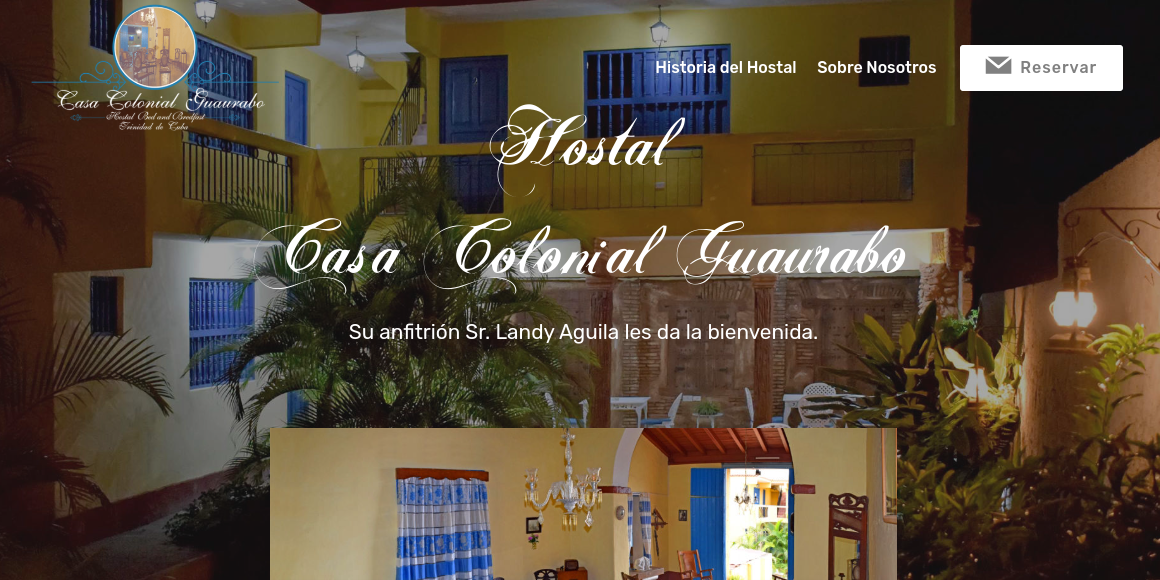 Casa Colonial Guaurabo
Hostal Bed and Breakfast
Trinidad de Cuba
Historia del Hostal
Sobre Nosotros
Reservar
Hostal
Casa Colonial Guaurabo
Su anfitrión Sr. Landy Aguila les da la bienvenida.